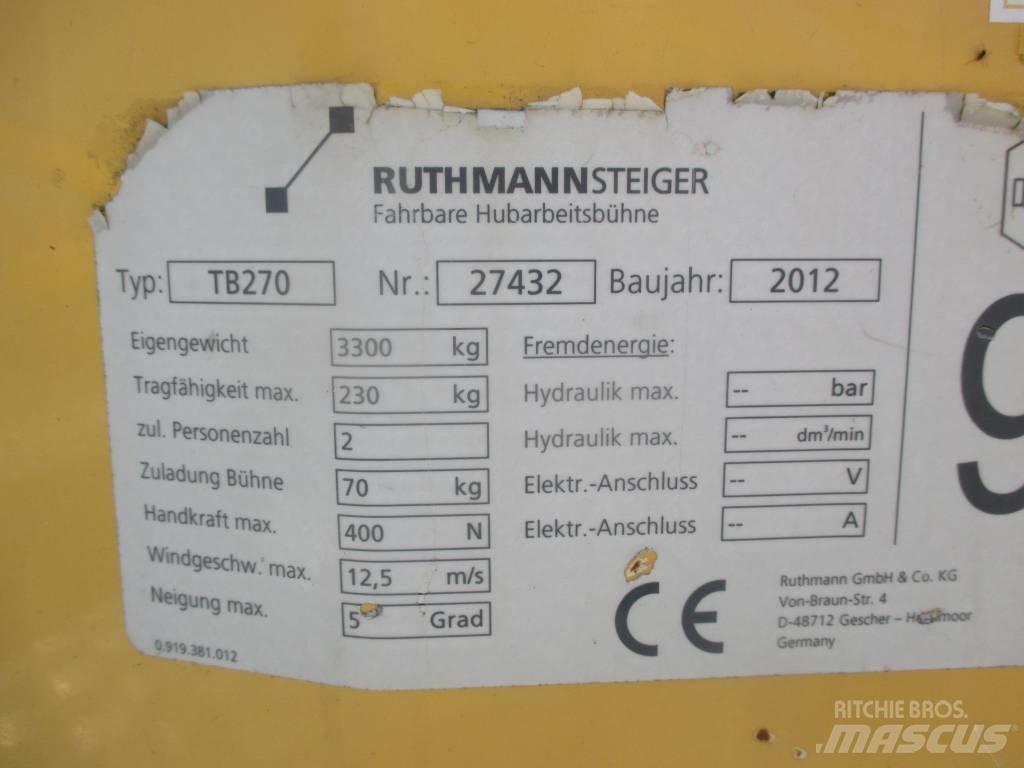 RUTHMANNSTEIGER
Fahrbare Hubarbeitsbühne
Typ: TB270 Nr.: 27432 Baujahr: 2012
Eigengewicht 3300 kg
Tragfähigkeit max. 230 kg
zul. Personenzahl 2
Zuladung Bühne 70 kg
Handkraft max. 400 N
Windgeschw. max. 12,5 m/s
Neigung max. 5 Grad
0.919.381.012
Fremdenergie:
Hydraulik max. -- bar
Hydraulik max. -- dm³/min
Elektr.-Anschluss -- V
Elektr.-Anschluss -- A
CE
Ruthmann GmbH & Co. KG
Von-Braun-Str. 4
D-48712 Gescher –
Germany
9
RITCHIE BROS.
MASCUS